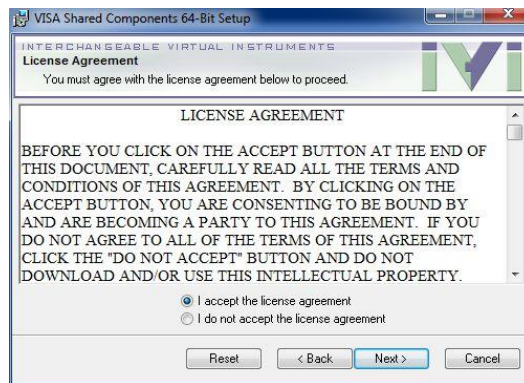 VISA Shared Components 64-Bit Setup
INTERCHANGEABLE VIRTUAL INSTRUMENTS
IVI
License Agreement
You must agree with the license agreement below to proceed.
LICENSE AGREEMENT
BEFORE YOU CLICK ON THE ACCEPT BUTTON AT THE END OF
THIS DOCUMENT, CAREFULLY READ ALL THE TERMS AND
CONDITIONS OF THIS AGREEMENT. BY CLICKING ON THE
ACCEPT BUTTON, YOU ARE CONSENTING TO BE BOUND BY
AND ARE BECOMING A PARTY TO THIS AGREEMENT. IF YOU
DO NOT AGREE TO ALL OF THE TERMS OF THIS AGREEMENT,
CLICK THE "DO NOT ACCEPT" BUTTON AND DO NOT
DOWNLOAD AND/OR USE THIS INTELLECTUAL PROPERTY.
I accept the license agreement
I do not accept the license agreement
Reset
< Back
Next >
Cancel